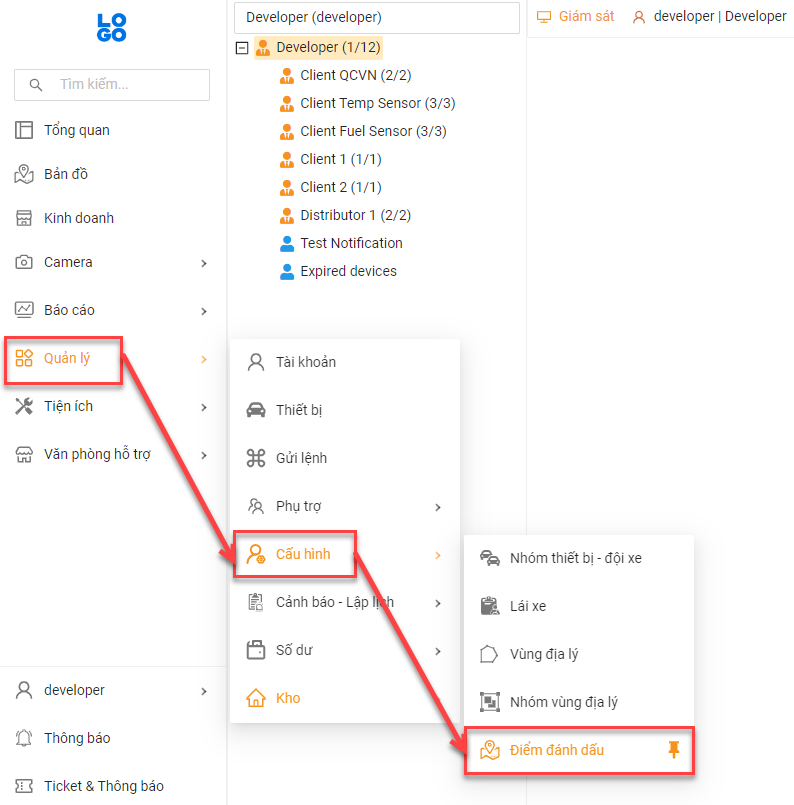 LO
GO
Tìm kiếm...
Tổng quan
Bản đồ
Kinh doanh
Camera
Báo cáo
Quản lý
Tiện ích
Văn phòng hỗ trợ
developer
Thông báo
Ticket & Thông báo
Developer (developer)
Developer (1/12)
Client QCVN (2/2)
Client Temp Sensor (3/3)
Client Fuel Sensor (3/3)
Client 1 (1/1)
Client 2 (1/1)
Distributor 1 (2/2)
Test Notification
Expired devices
Giám sát
developer | Developer
Tài khoản
Thiết bị
Gửi lệnh
Phụ trợ
Cấu hình
Cảnh báo - Lập lịch
Số dư
Kho
Nhóm thiết bị - đội xe
Lái xe
Vùng địa lý
Nhóm vùng địa lý
Điểm đánh dấu